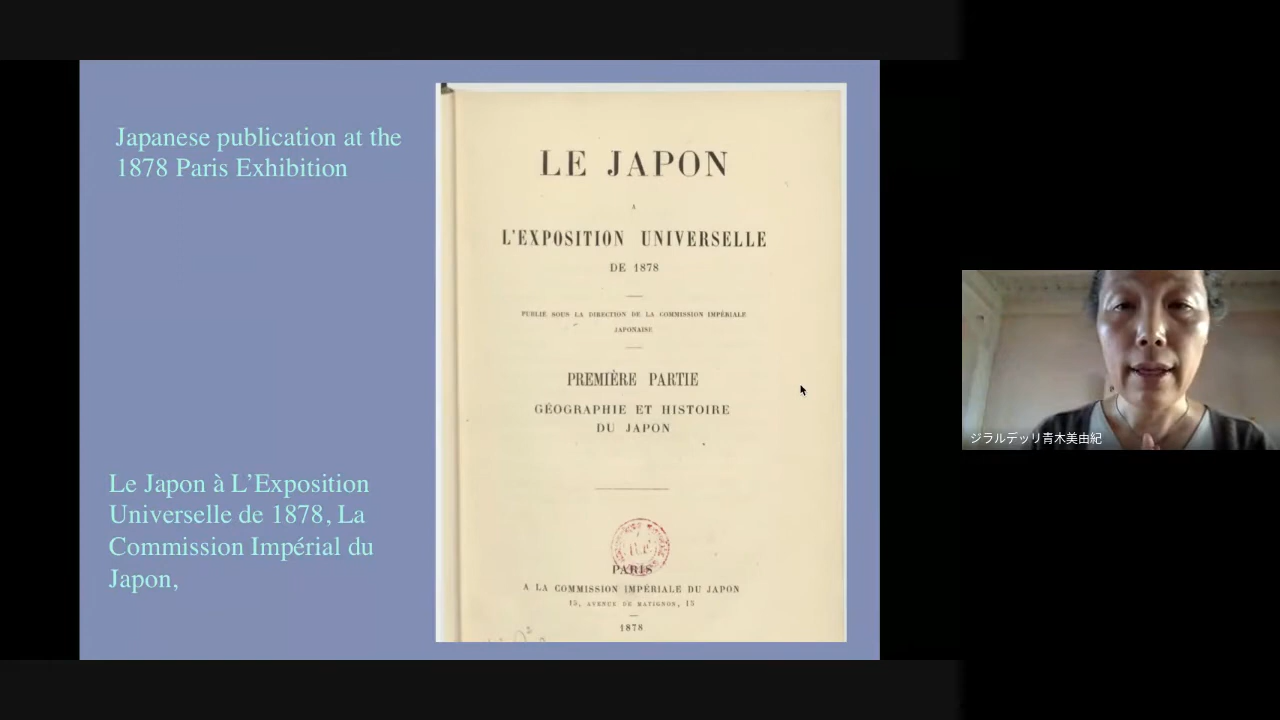 Japanese publication at the
1878 Paris Exhibition
Le Japon à L’Exposition
Universelle de 1878, La
Commission Impérial du
Japon,
LE JAPON
A
L'EXPOSITION UNIVERSELLE
DE 1878
PUBLIÉ SOUS LA DIRECTION DE LA COMMISSION IMPÉRIALE
JAPONAISE
PREMIÈRE PARTIE
GÉOGRAPHIE ET HISTOIRE
DU JAPON
PARIS
A LA COMMISSION IMPÉRIALE DU JAPON
15, AVENUE DE MATIGNON, 15
1878
ジラルデッリ青木美由紀